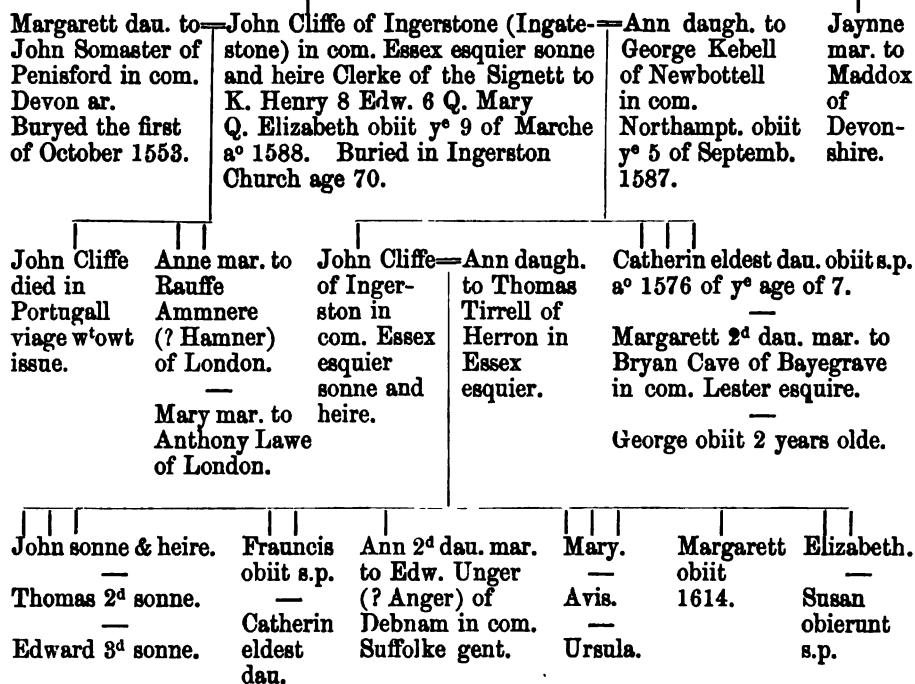 Margarett dau. to
John Somaster of
Penisford in com.
Devon ar.
Buryed the first
of October 1553.
John Cliffe of Ingerstone (Ingate-
stone) in com. Essex esquier sonne
and heire Clerke of the Signett to
K. Henry 8 Edw. 6 Q. Mary
Q. Elizabeth obiit yᵉ 9 of Marche
aᵒ 1588. Buried in Ingerston
Church age 70.
Ann daugh. to
George Kebell
of Newbottell
in com.
Northampt. obiit
yᵉ 5 of Septemb.
1587.
Jaynne
mar. to
Maddox
of
Devon-
shire.
John Cliffe
died in
Portugall
viage wᵗowt
issue.
Anne mar. to
Rauffe
Ammnere
(? Hamner)
of London.
—
Mary mar. to
Anthony Lawe
of London.
John Cliffe
of Inger-
ston in
com. Essex
esquier
sonne and
heire.
Ann daugh.
to Thomas
Tirrell of
Herron in
Essex
esquier.
Catherin eldest dau. obiit s.p.
aᵒ 1576 of yᵉ age of 7.
—
Margarett 2ᵈ dau. mar. to
Bryan Cave of Bayegrave
in com. Lester esquire.
—
George obiit 2 years olde.
John sonne & heire.
—
Thomas 2ᵈ sonne.
—
Edward 3ᵈ sonne.
Frauncis
obiit s.p.
—
Catherin
eldest
dau.
Ann 2ᵈ dau. mar.
to Edw. Unger
(? Anger) of
Debnam in com.
Suffolke gent.
Mary.
—
Avis.
—
Ursula.
Margarett
obiit
1614.
Elizabeth.
—
Susan
obierunt
s.p.